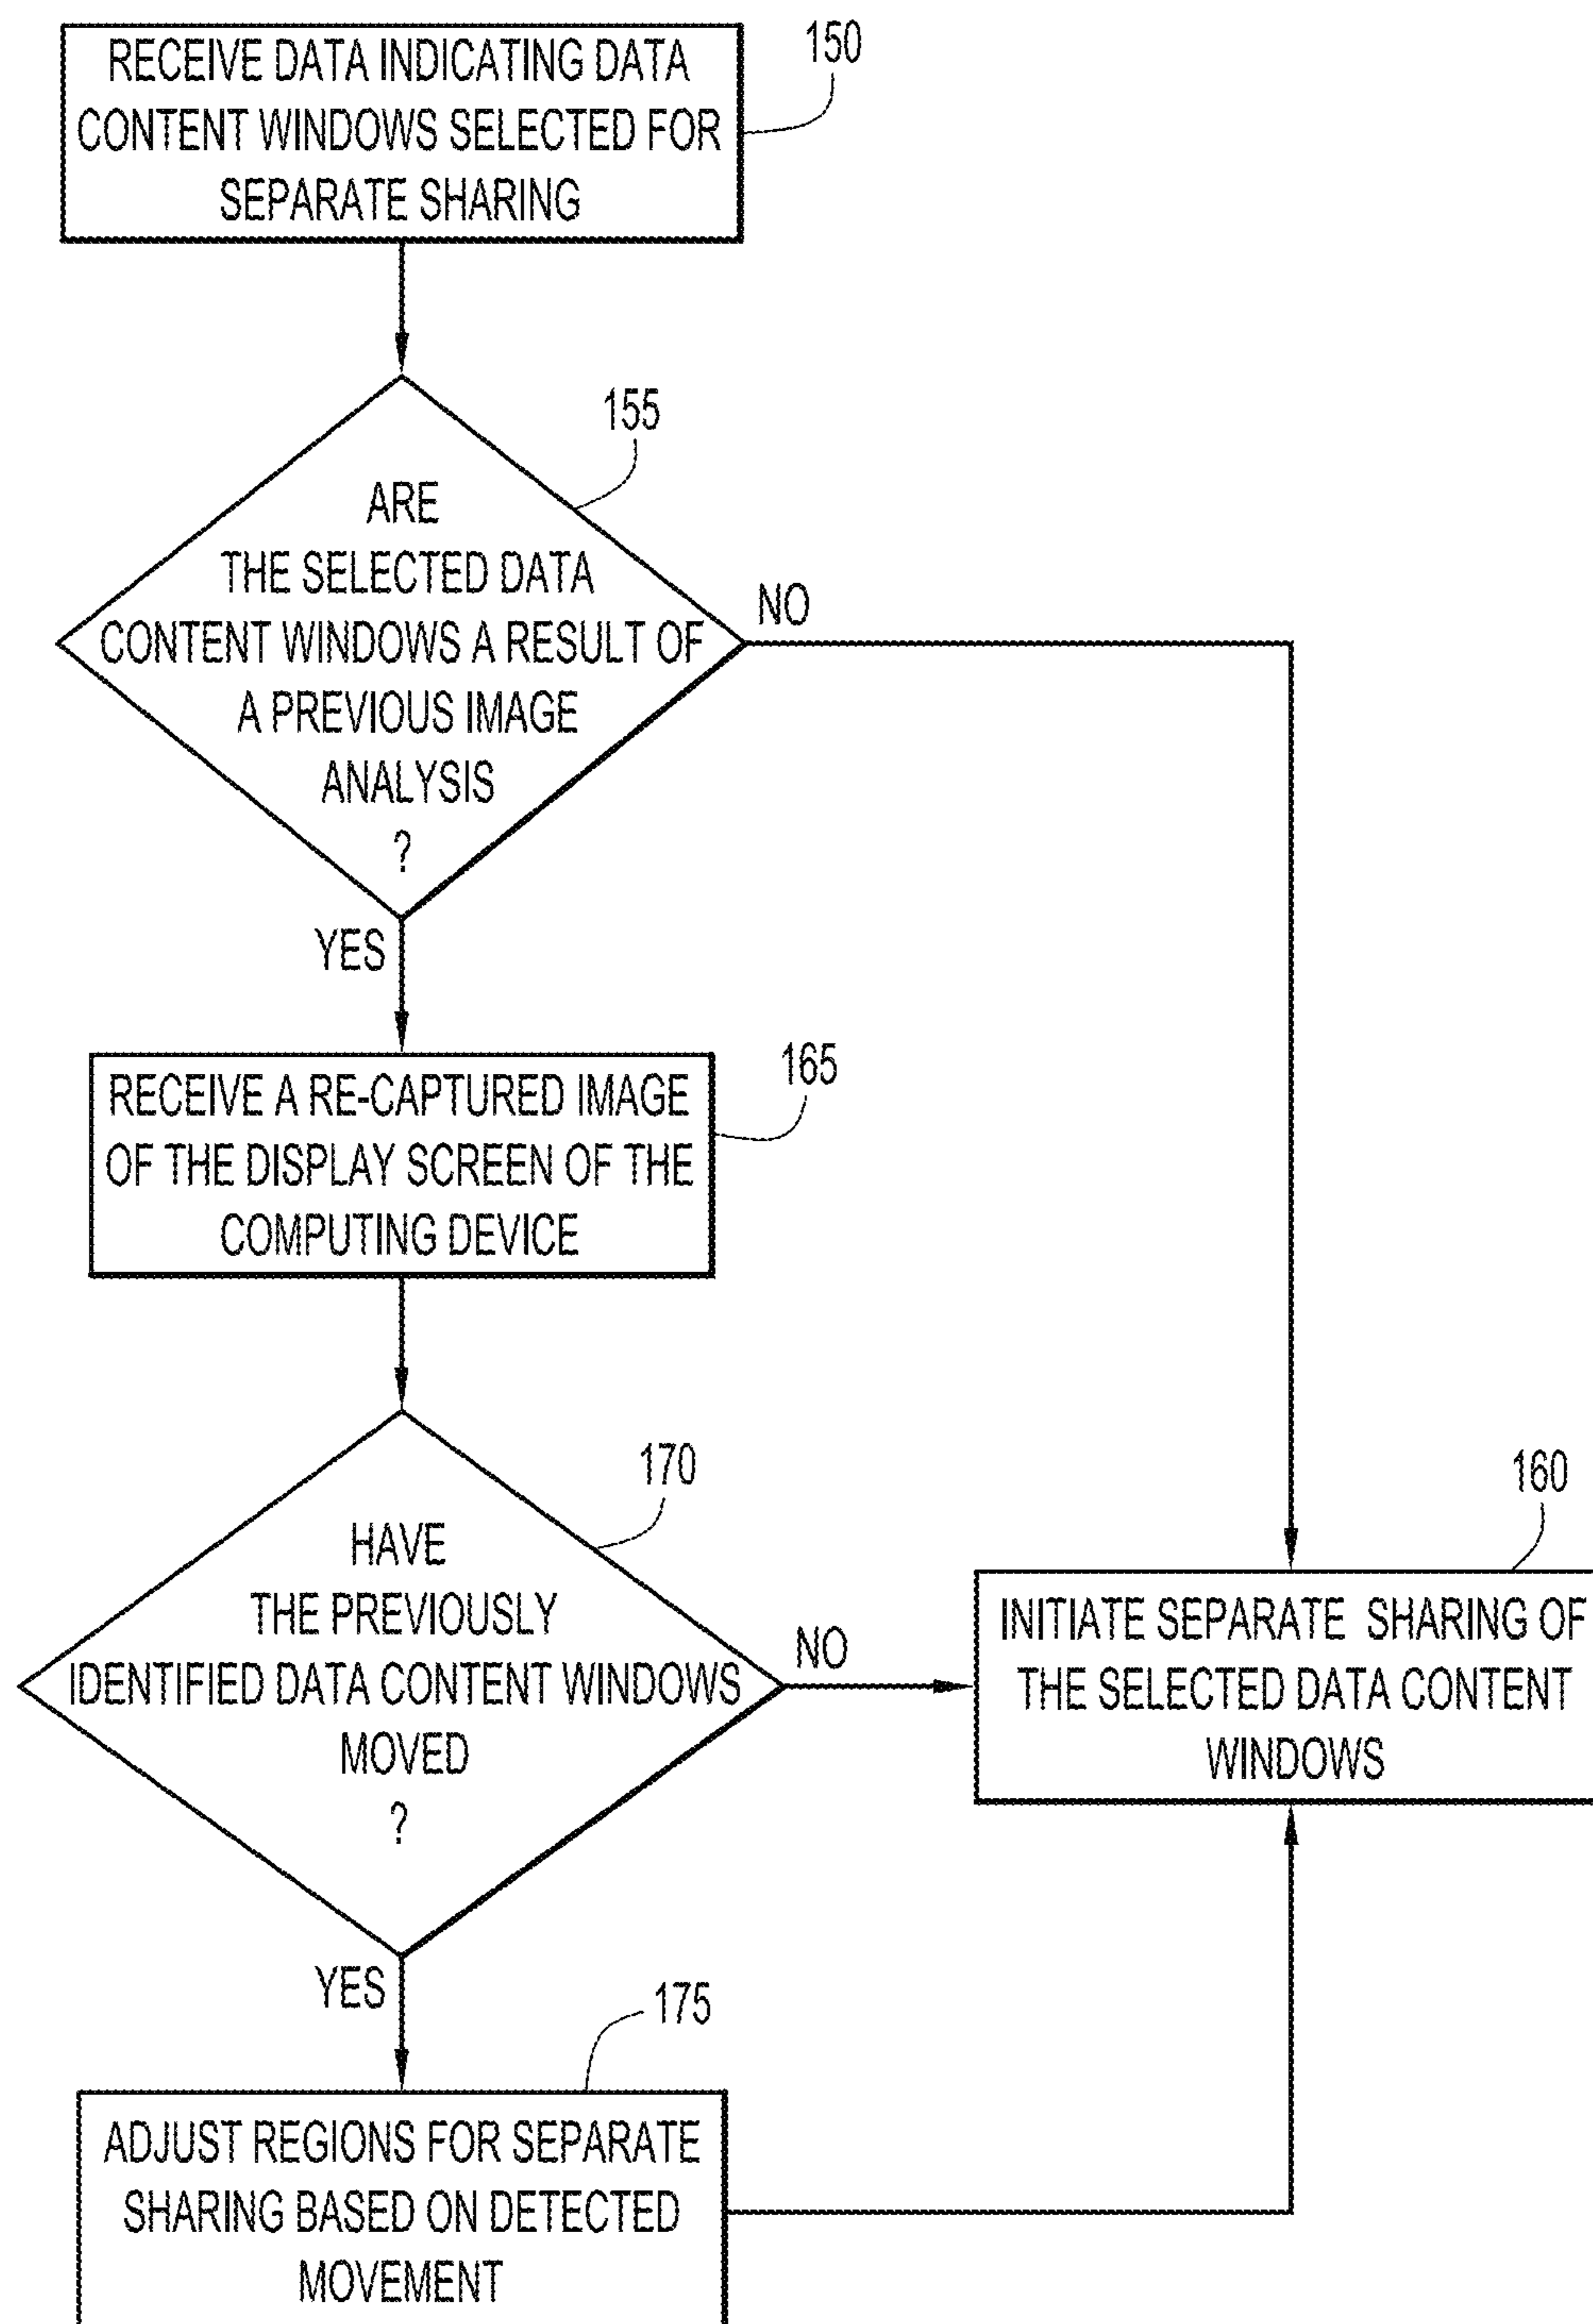 RECEIVE DATA INDICATING DATA
CONTENT WINDOWS SELECTED FOR
SEPARATE SHARING
150
155
ARE
THE SELECTED DATA
CONTENT WINDOWS A RESULT OF
A PREVIOUS IMAGE
ANALYSIS
?
NO
YES
RECEIVE A RE-CAPTURED IMAGE
OF THE DISPLAY SCREEN OF THE
COMPUTING DEVICE
165
170
HAVE
THE PREVIOUSLY
IDENTIFIED DATA CONTENT WINDOWS
MOVED
?
NO
YES
160
INITIATE SEPARATE SHARING OF
THE SELECTED DATA CONTENT
WINDOWS
175
ADJUST REGIONS FOR SEPARATE
SHARING BASED ON DETECTED
MOVEMENT